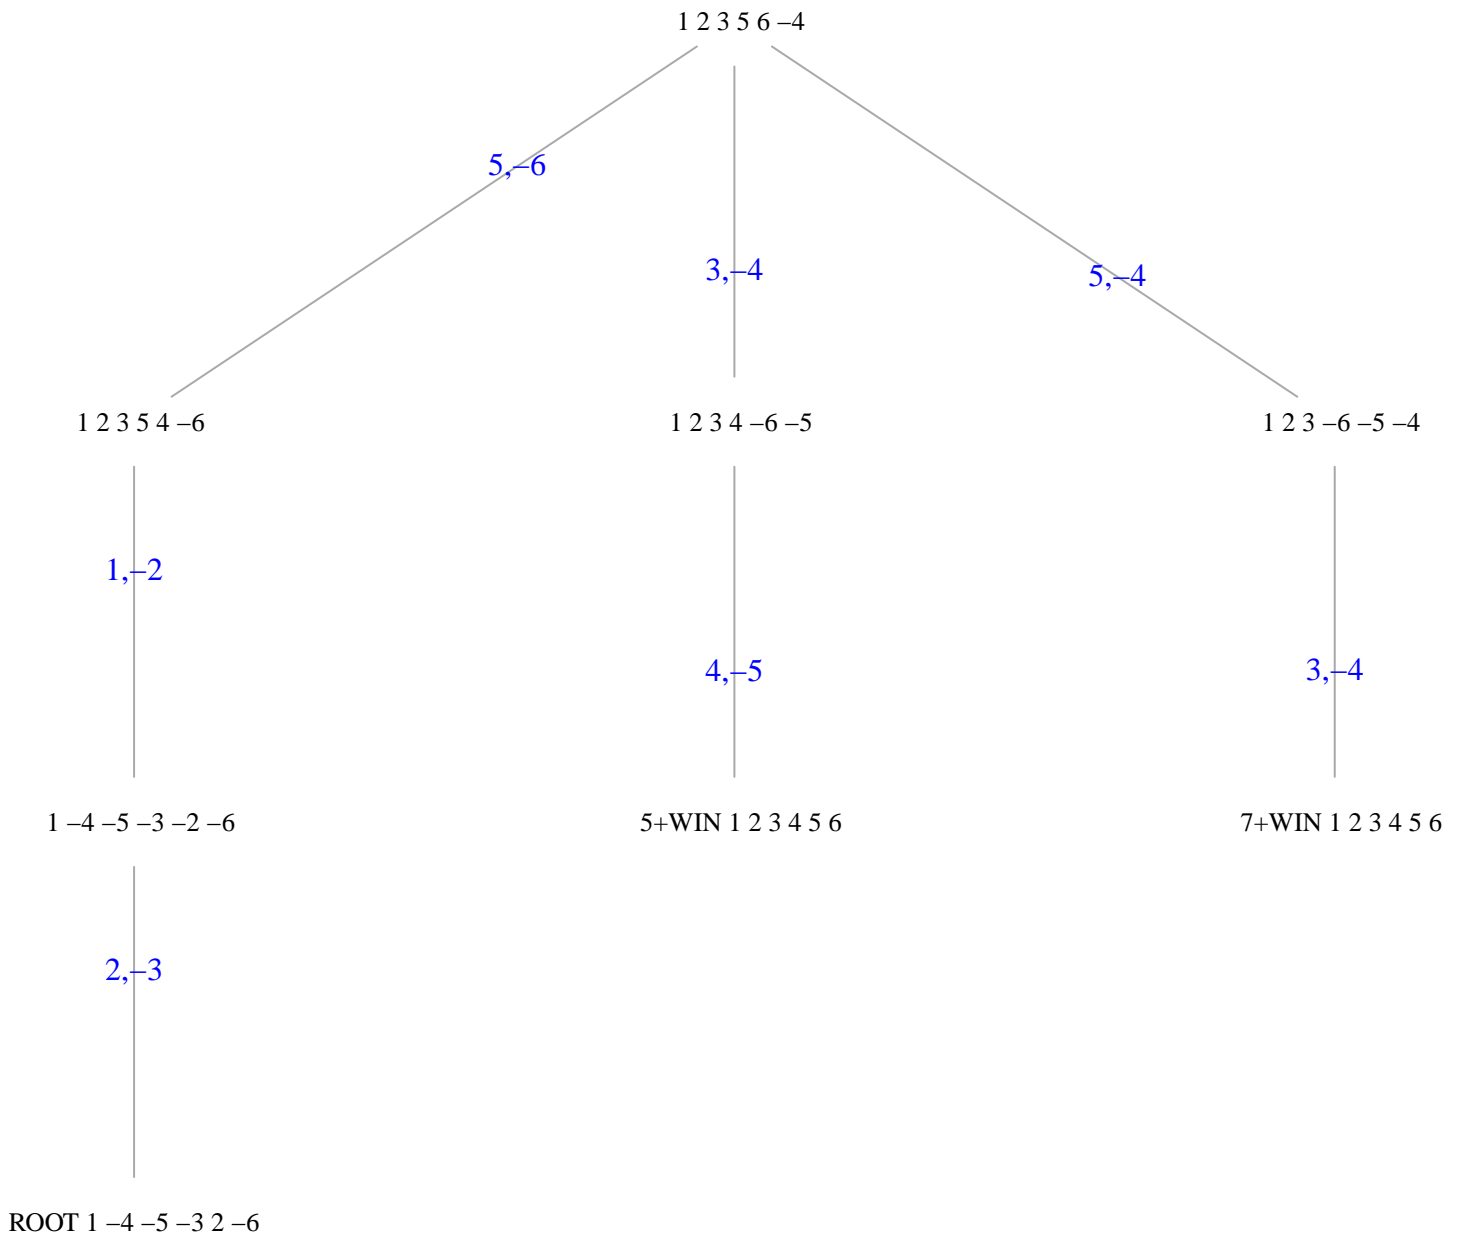 1 2 3 5 6 –4
5,–6
3,–4
5,–4
1 2 3 5 4 –6
1 2 3 4 –6 –5
1 2 3 –6 –5 –4
1,–2
4,–5
3,–4
1 –4 –5 –3 –2 –6
5+WIN 1 2 3 4 5 6
7+WIN 1 2 3 4 5 6
2,–3
ROOT 1 –4 –5 –3 2 –6